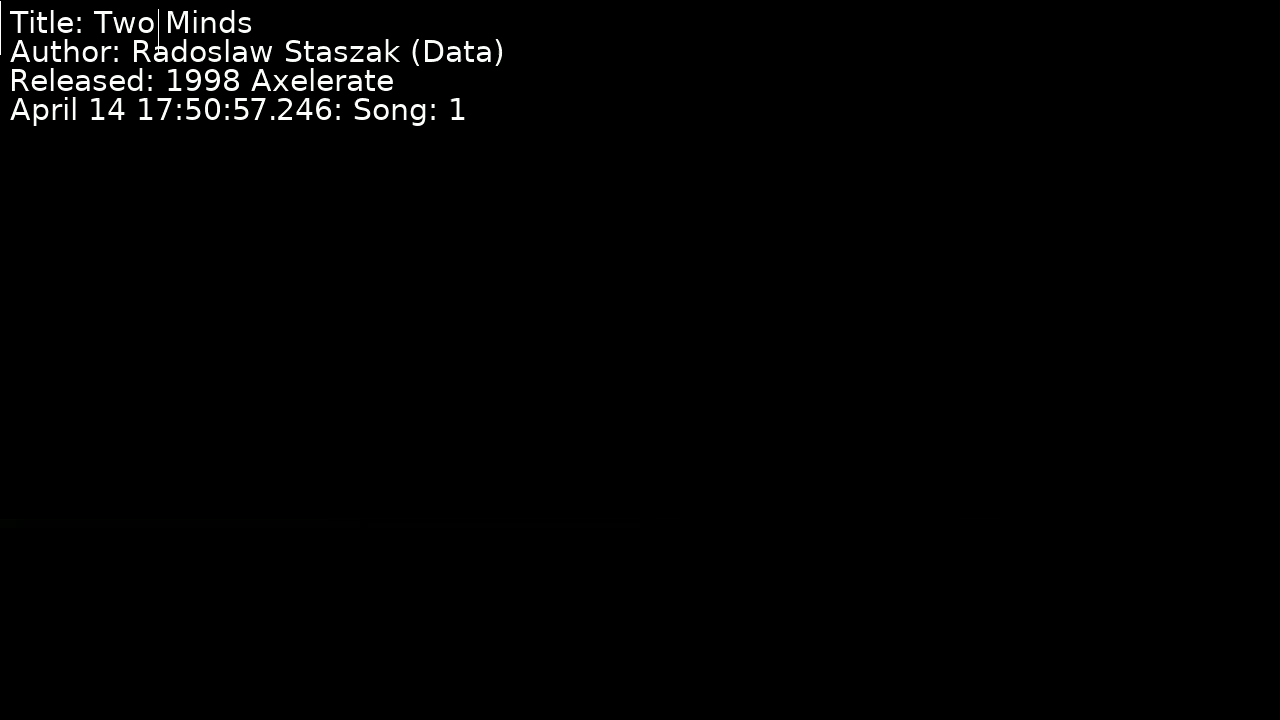 Title: Two Minds
Author: Radoslaw Staszak (Data)
Released: 1998 Axelerate
April 14 17:50:57.246: Song: 1